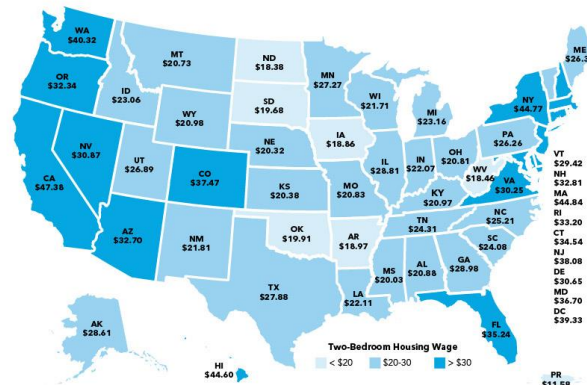 WA
$40.32
OR
$32.34
CA
$47.38
NV
$30.87
ID
$23.06
MT
$20.73
WY
$20.98
UT
$26.89
AZ
$32.70
CO
$37.47
NM
$21.81
ND
$18.38
SD
$19.68
NE
$20.32
KS
$20.38
OK
$19.91
TX
$27.88
MN
$27.27
IA
$18.86
MO
$20.83
AR
$18.97
LA
$22.11
WI
$21.71
IL
$28.81
MI
$23.16
IN
$22.07
OH
$20.81
KY
$20.97
TN
$24.31
MS
$20.03
AL
$20.88
GA
$28.98
FL
$35.24
SC
$24.08
NC
$25.21
VA
$30.25
WV
$18.46
PA
$26.26
NY
$44.77
ME
$26.3
VT
$29.42
NH
$32.81
MA
$44.84
RI
$33.20
CT
$34.54
NJ
$38.08
DE
$30.65
MD
$36.70
DC
$39.33
AK
$28.61
HI
$44.60
Two-Bedroom Housing Wage
< $20
$20-30
> $30
PR
$11.59